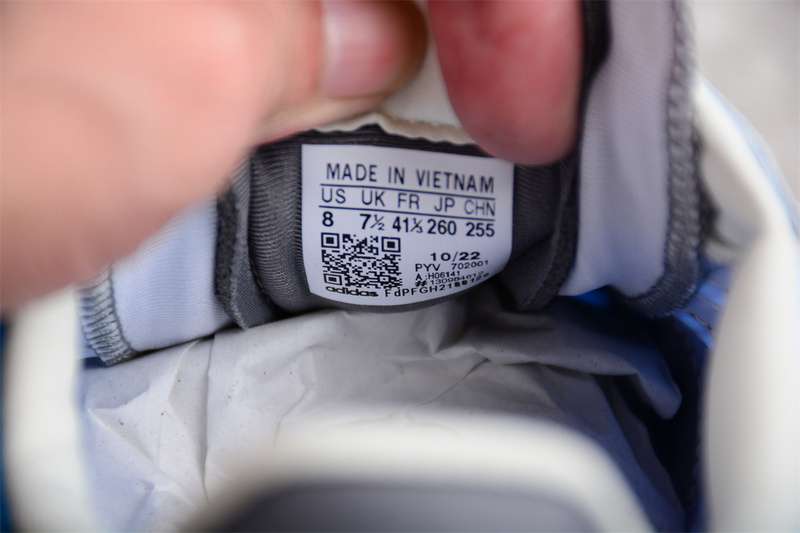 MADE IN VIETNAM
US UK FR JP CHN
8 7½ 41⅓ 260 255
10/22
PYV 702001
A:H06141
adidas